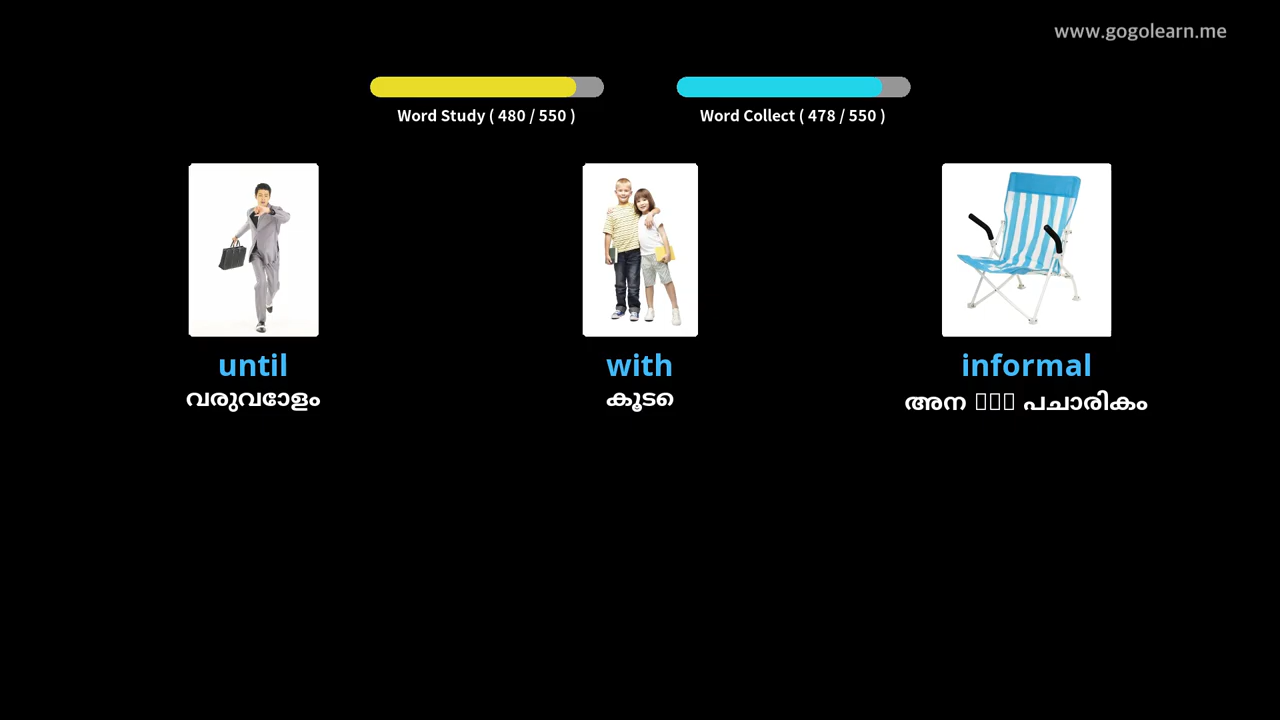 www.gogolearn.me
Word Study ( 480 / 550 )
Word Collect ( 478 / 550 )
until
with
informal
വരുവോളം
കൂടെ
അന പചാരികം